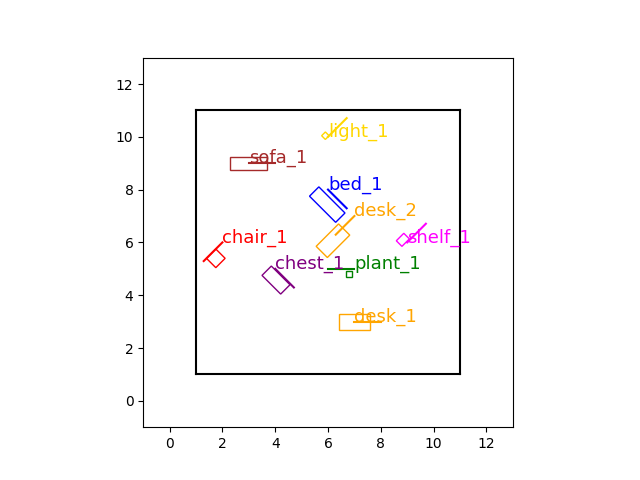 12
10
8
6
4
2
0
light_1
sofa_1
bed_1
desk_2
chair_1
shelf_1
chest_1
plant_1
desk_1
0 2 4 6 8 10 12